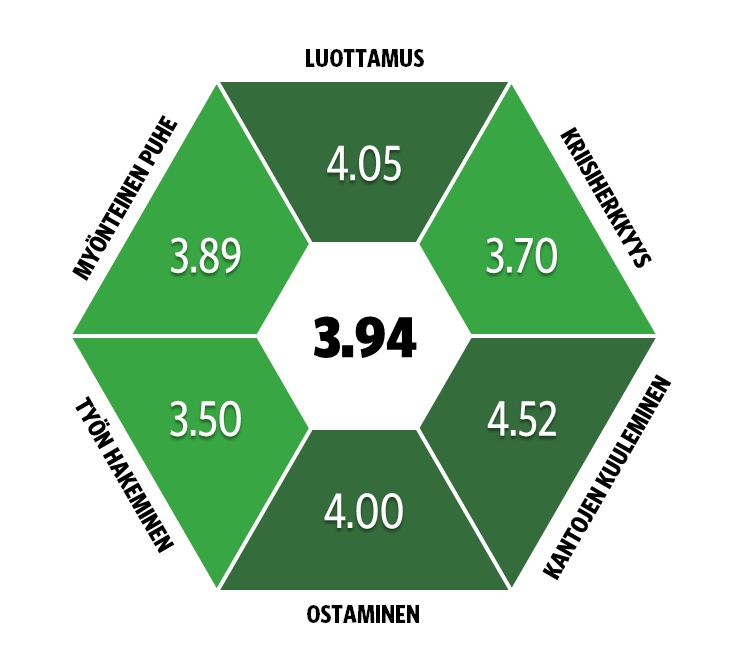 LUOTTAMUS
4.05
KRIISIHERKKYYS
3.70
KANTOJEN KUULEMINEN
4.52
OSTAMINEN
4.00
TYÖN HAKEMINEN
3.50
MYÖNTEINEN PUHE
3.89
3.94